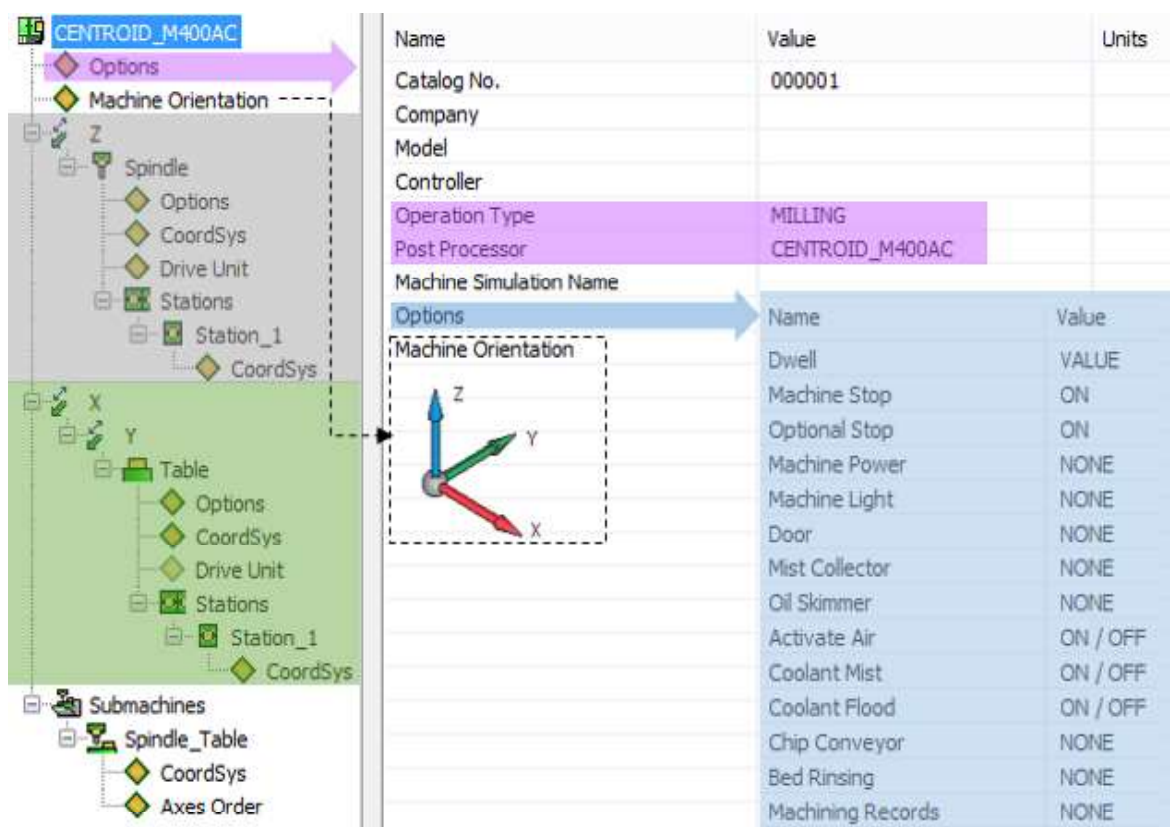 CENTROID_M400AC
Options
Machine Orientation
Z
Spindle
Options
CoordSys
Drive Unit
Stations
Station_1
CoordSys
X
Y
Table
Options
CoordSys
Drive Unit
Stations
Station_1
CoordSys
Submachines
Spindle_Table
CoordSys
Axes Order
Name Value Units
Catalog No. 000001
Company
Model
Controller
Operation Type MILLING
Post Processor CENTROID_M400AC
Machine Simulation Name
Options
Machine Orientation
Z
Y
X
Name Value
Dwell VALUE
Machine Stop ON
Optional Stop ON
Machine Power NONE
Machine Light NONE
Door NONE
Mist Collector NONE
Oil Skimmer NONE
Activate Air ON / OFF
Coolant Mist ON / OFF
Coolant Flood ON / OFF
Chip Conveyor NONE
Bed Rinsing NONE
Machining Records NONE